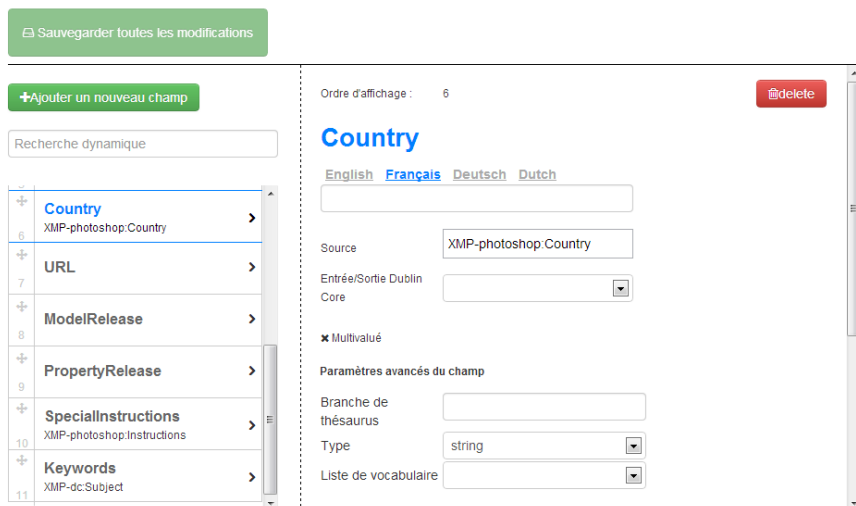 Sauvegarder toutes les modifications
+Ajouter un nouveau champ
Recherche dynamique
Country
XMP-photoshop:Country
6
URL
7
ModelRelease
8
PropertyRelease
9
SpecialInstructions
XMP-photoshop:Instructions
10
Keywords
XMP-dc:Subject
11
Ordre d'affichage : 6
delete
Country
English Français Deutsch Dutch
Source XMP-photoshop:Country
Entrée/Sortie Dublin
Core
Multivalué
Paramètres avancés du champ
Branche de
thésaurus
Type string
Liste de vocabulaire